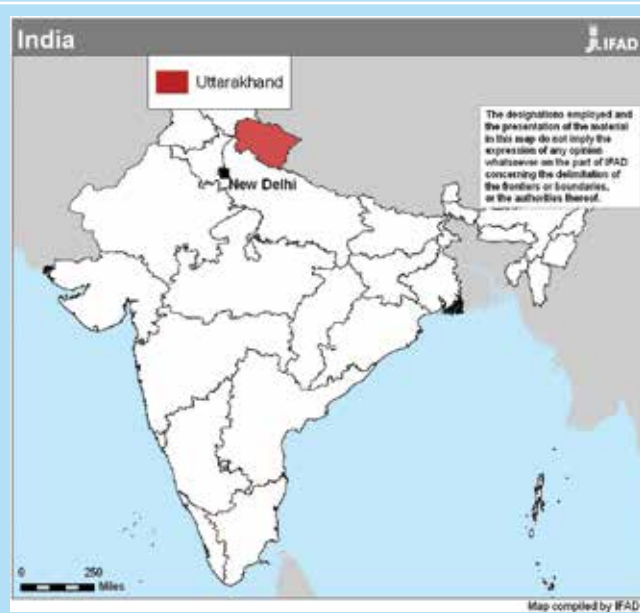 India
IFAD
Uttarakhand
The designations employed and
the presentation of the material
in this map do not imply the
expression of any opinion
whatsoever on the part of IFAD
concerning the delimitation of
the frontiers or boundaries,
or the authorities thereof.
New Delhi
0 250
Miles
Map compiled by IFAD